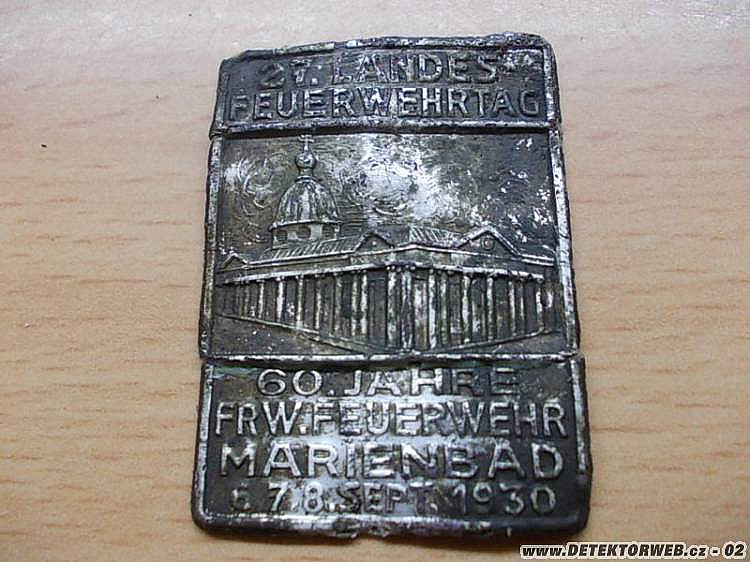 27. LANDES
FEUERWEHRTAG
60. JAHRE
FRW. FEUERWEHR
MARIENBAD
6. 7. 8. SEPT. 1930
www.DETEKTORWEB.cz - 02